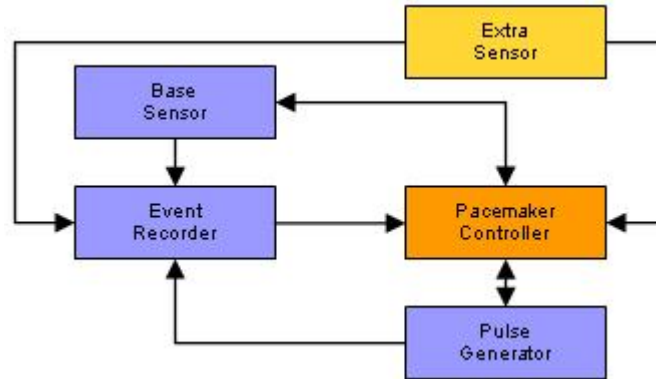 Extra
Sensor
Base
Sensor
Event
Recorder
Pacemaker
Controller
Pulse
Generator